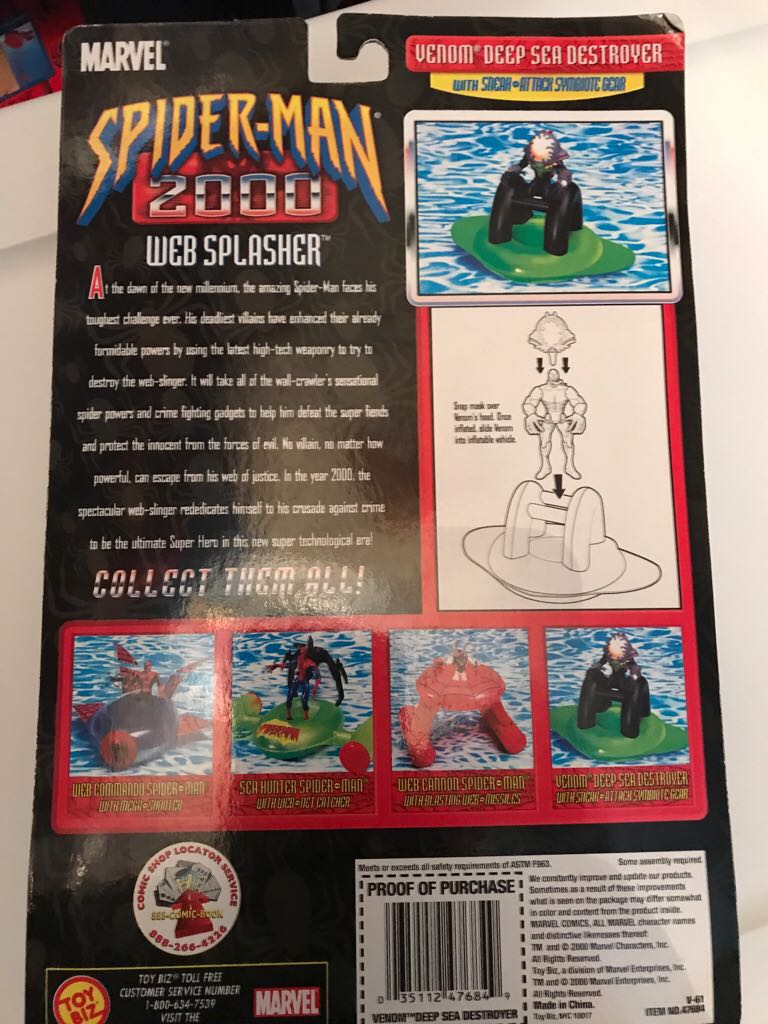 MARVEL®
SPIDER-MAN®
2000
WEB SPLASHER™
At the dawn of the new millennium, the amazing Spider-Man faces his
toughest challenge ever. His deadliest villains have enhanced their already
formidable powers by using the latest high-tech weaponry to try to
destroy the web-slinger. It will take all of the wall-crawler's sensational
spider powers and crime fighting gadgets to help him defeat the super fiends
and protect the innocent from the forces of evil. No villain, no matter how
powerful, can escape from his web of justice. In the year 2000, the
spectacular web-slinger rededicates himself to his crusade against crime
to be the ultimate Super Hero in this new super technological era!
COLLECT THEM ALL!
VENOM® DEEP SEA DESTROYER
WITH SNEAK-ATTACK SYMBIOTE GEAR
Snap mask over
Venom's head. Once
inflated, slide Venom
into inflatable vehicle.
WEB COMMANDO SPIDER-MAN™
WITH MEGA-SHOOTER
SEA HUNTER SPIDER-MAN™
WITH WEB-NET CATCHER
WEB CANNON SPIDER-MAN™
WITH BLASTING WEB-MISSILES
VENOM® DEEP SEA DESTROYER
WITH SNEAK-ATTACK SYMBIOTE GEAR
COMIC SHOP LOCATOR SERVICE
888-COMIC-BOOK
888-266-4226
TOY BIZ
TOY BIZ® TOLL FREE
CUSTOMER SERVICE NUMBER
1-800-634-7539
VISIT THE
MARVEL
Meets or exceeds all safety requirements of ASTM F963.
Some assembly required.
PROOF OF PURCHASE
0 35112 47684 9
VENOM™ DEEP SEA DESTROYER
We constantly improve and update our products.
Sometimes as a result of these improvements
what is seen on the package may differ somewhat
in color and content from the product inside.
MARVEL COMICS, ALL MARVEL character names
and distinctive likenesses thereof:
TM and © 2000 Marvel Characters, Inc.
All Rights Reserved.
Toy Biz, a division of Marvel Enterprises, Inc.
TM and © 2000 Marvel Enterprises, Inc.
All Rights Reserved.
Made in China.
Toy Biz, NYC 10017
V-61
ITEM NO. 47684